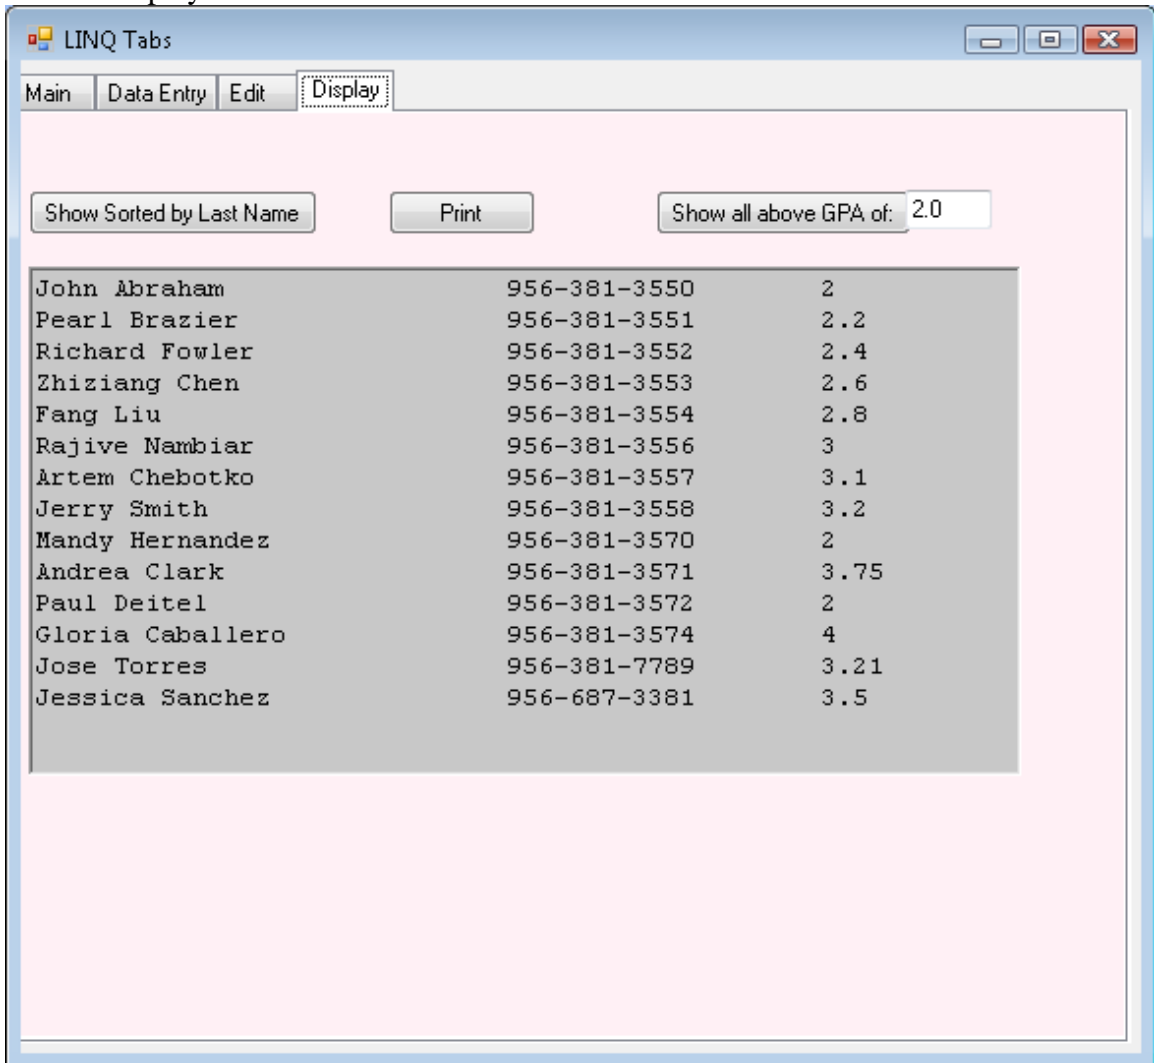 LINQ Tabs
Main Data Entry Edit Display
Show Sorted by Last Name Print Show all above GPA of: 2.0
John Abraham 956-381-3550 2
Pearl Brazier 956-381-3551 2.2
Richard Fowler 956-381-3552 2.4
Zhiziang Chen 956-381-3553 2.6
Fang Liu 956-381-3554 2.8
Rajive Nambiar 956-381-3556 3
Artem Chebotko 956-381-3557 3.1
Jerry Smith 956-381-3558 3.2
Mandy Hernandez 956-381-3570 2
Andrea Clark 956-381-3571 3.75
Paul Deitel 956-381-3572 2
Gloria Caballero 956-381-3574 4
Jose Torres 956-381-7789 3.21
Jessica Sanchez 956-687-3381 3.5